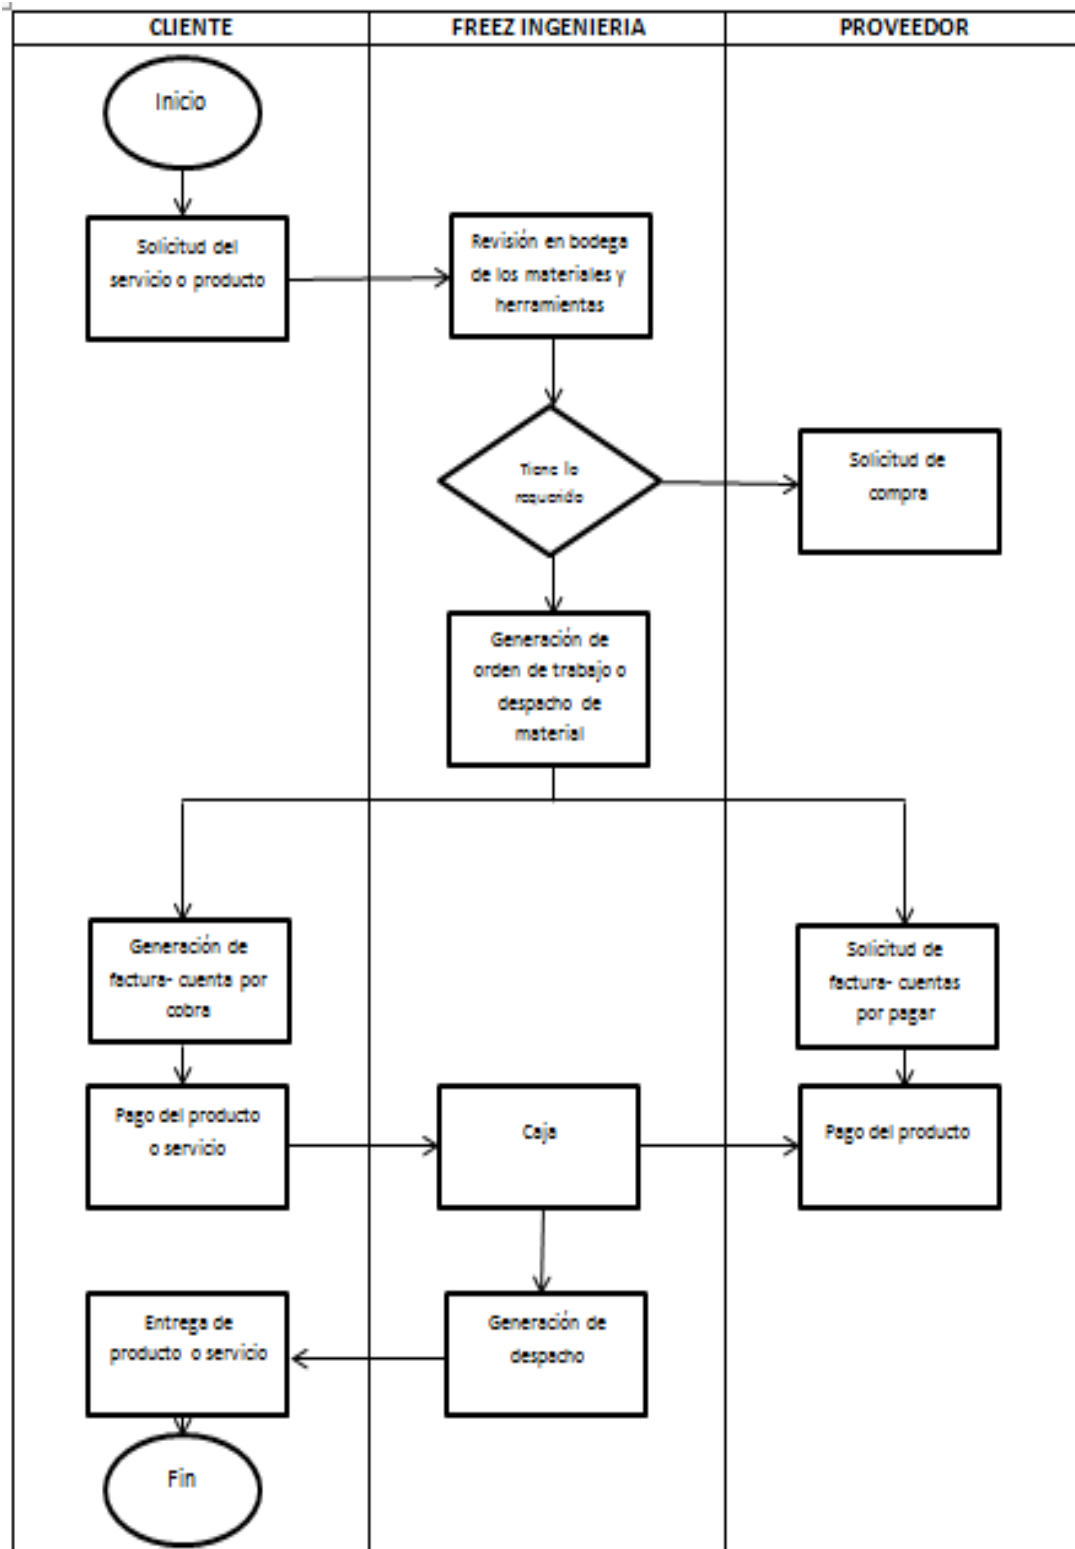 CLIENTE
FREEZ INGENIERIA
PROVEEDOR
Inicio
Solicitud del
servicio o producto
Revisión en bodega
de los materiales y
herramientas
Tiene lo
requerido
Solicitud de
compra
Generación de
orden de trabajo o
despacho de
material
Generación de
factura- cuenta por
cobra
Solicitud de
factura- cuentas
por pagar
Pago del producto
o servicio
Caja
Pago del producto
Entrega de
producto o servicio
Generación de
despacho
Fin